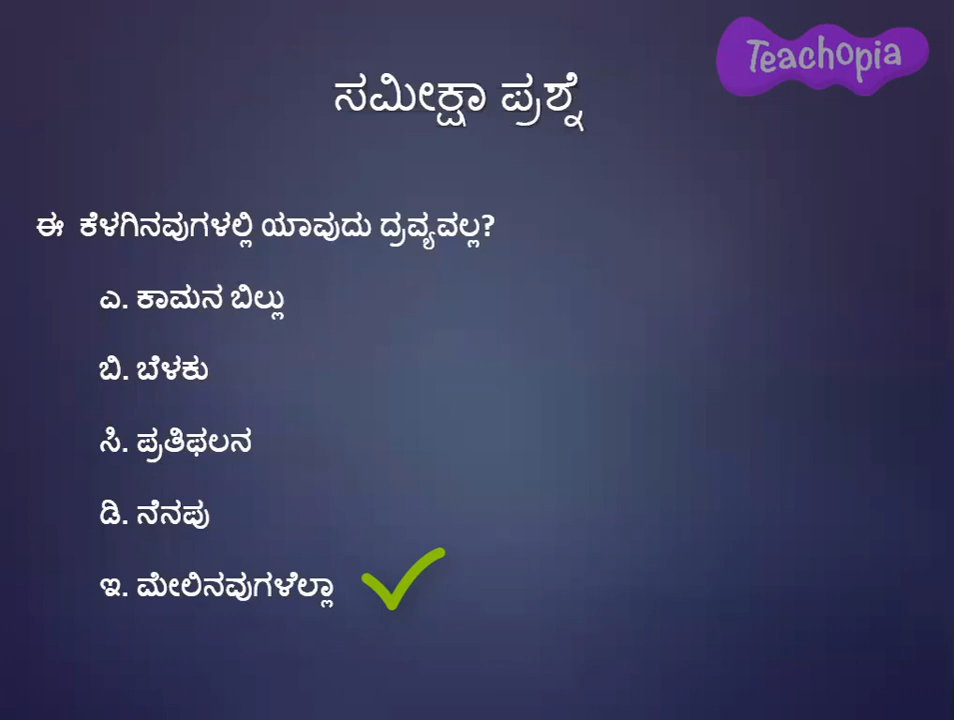 Teachopia
ಸಮೀಕ್ಷಾ ಪ್ರಶ್ನೆ
ಈ ಕೆಳಗಿನವುಗಳಲ್ಲಿ ಯಾವುದು ದ್ರವ್ಯವಲ್ಲ?
ಎ. ಕಾಮನ ಬಿಲ್ಲು
ಬಿ. ಬೆಳಕು
ಸಿ. ಪ್ರತಿಫಲನ
ಡಿ. ನೆನಪು
ಇ. ಮೇಲಿನವುಗಳೆಲ್ಲಾ